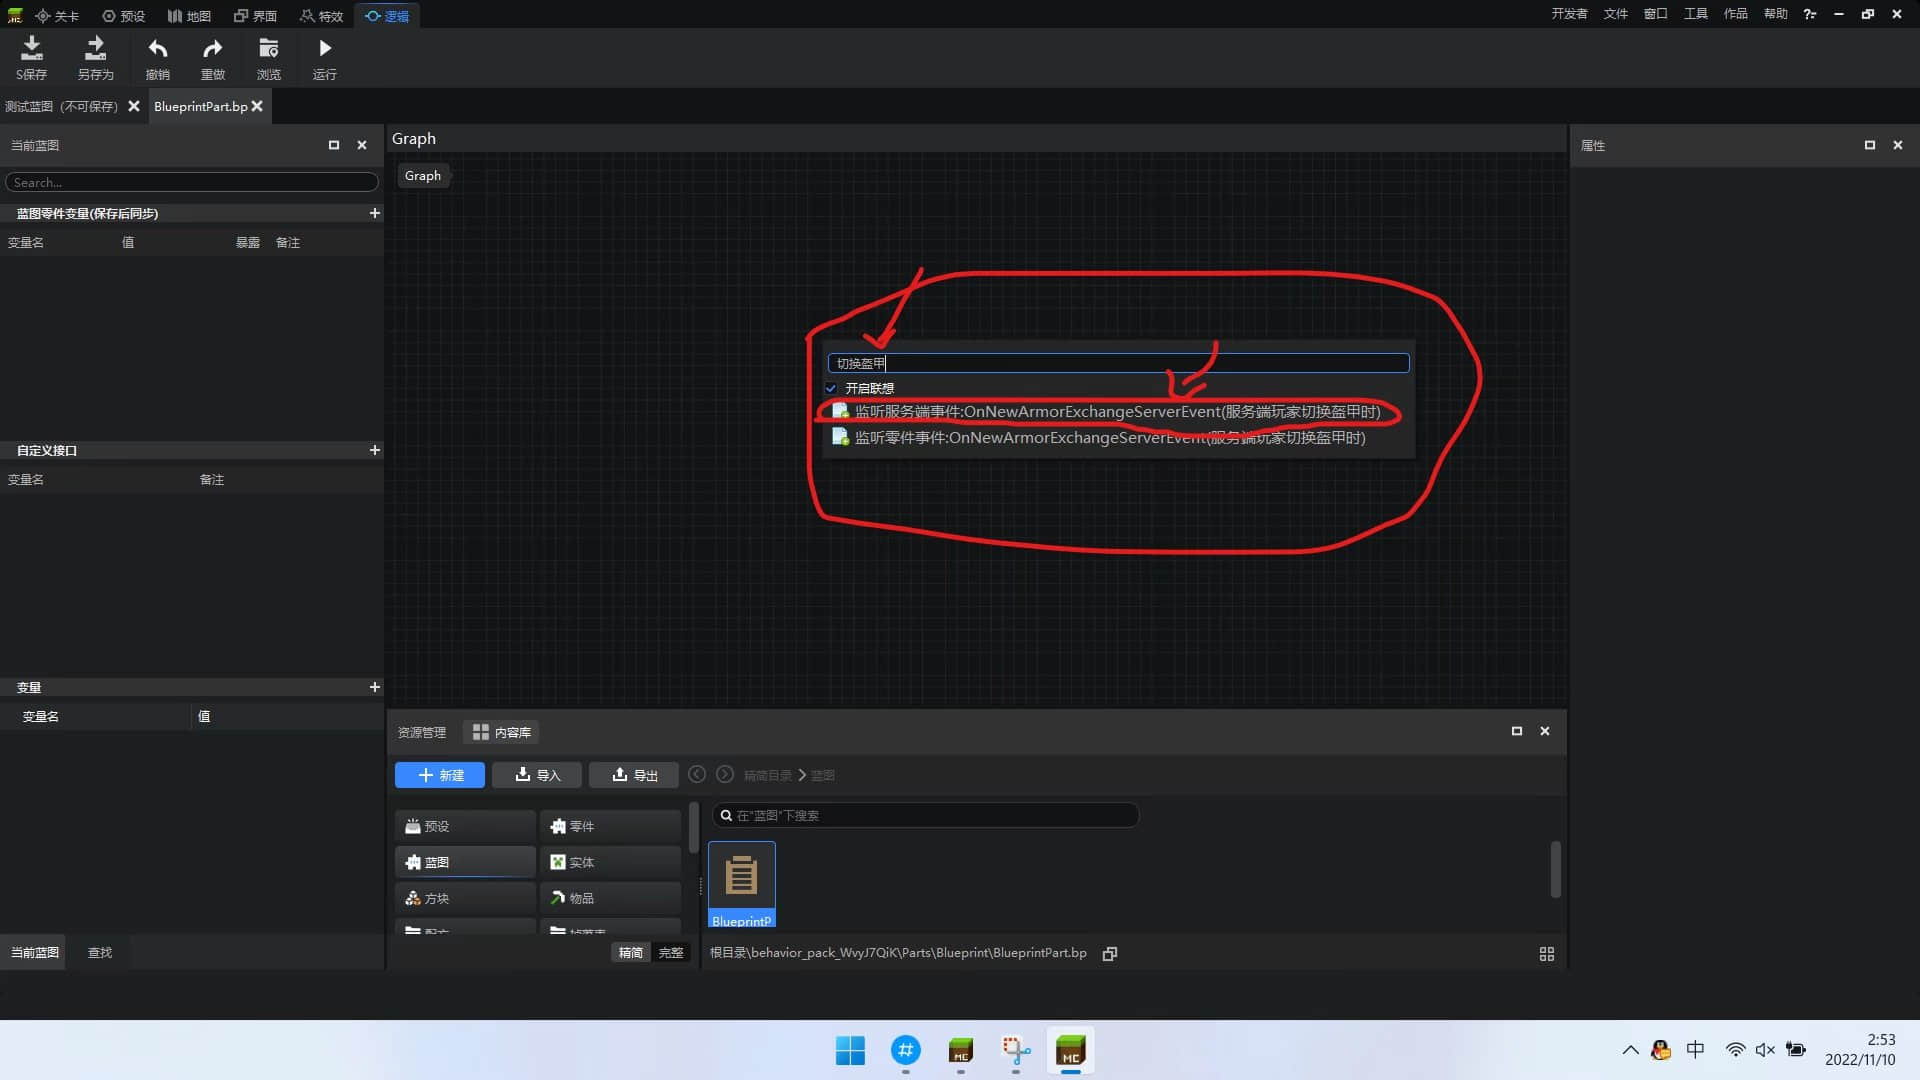 关卡 预设 地图 界面 特效 逻辑 开发者 文件 窗口 工具 作品 帮助
S保存 另存为 撤销 重做 浏览 运行
测试蓝图（不可保存） BlueprintPart.bp
当前蓝图
Search...
蓝图零件变量(保存后同步)
变量名 值 暴露 备注
自定义接口
变量名 备注
变量
变量名 值
当前蓝图 查找
Graph
Graph
切换盔甲
开启联想
监听服务端事件:OnNewArmorExchangeServerEvent(服务端玩家切换盔甲时)
监听零件事件:OnNewArmorExchangeServerEvent(服务端玩家切换盔甲时)
属性
资源管理 内容库
新建 导入 导出 精简目录 蓝图
在"蓝图"下搜索
预设 零件
蓝图 实体
方块 物品
BlueprintP
精简 完整
根目录\behavior_pack_WvyJ7QiK\Parts\Blueprint\BlueprintPart.bp
MC MC 中 2:53
2022/11/10